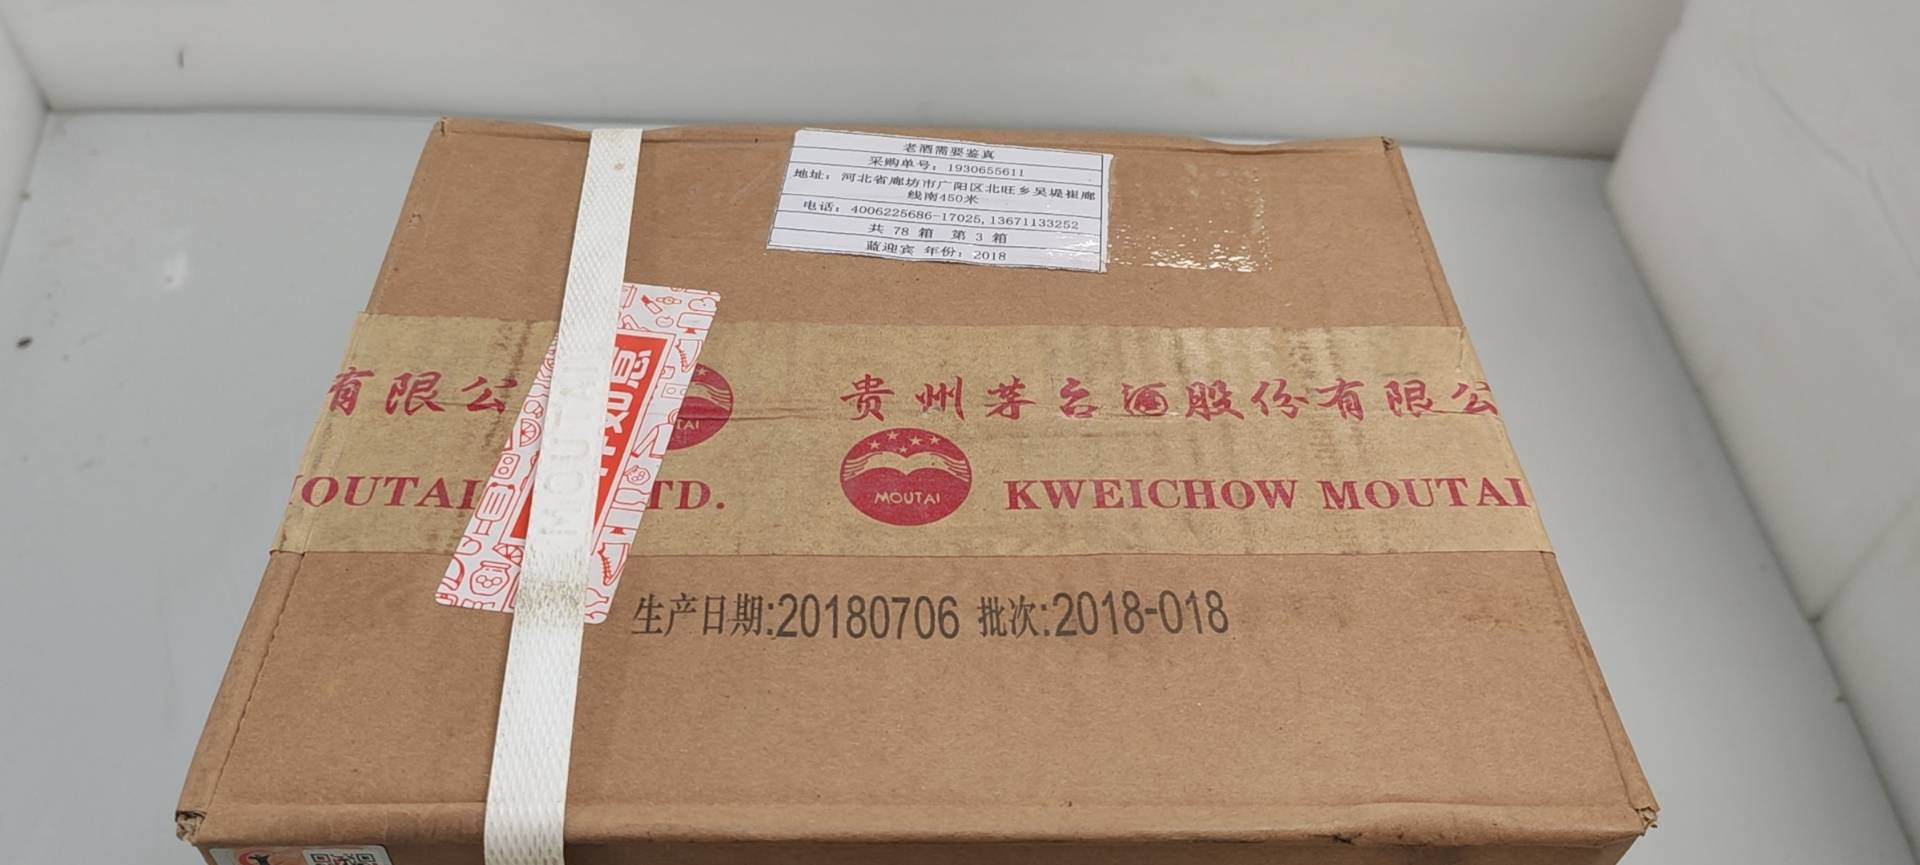 老酒需要鉴真
采购单号：1930655611
地址：河北省廊坊市广阳区北旺乡吴堤崔廊
线南450米
电话：4006225686-17025,13671133252
共 78 箱 第 3 箱
蓝迎宾 年份：2018
有限公
TAI
贵州茅台酒股份有限公
MOUTAI
OUTAI
TD.
KWEICHOW MOUTAI
MOUTAI
生产日期:20180706 批次:2018-018